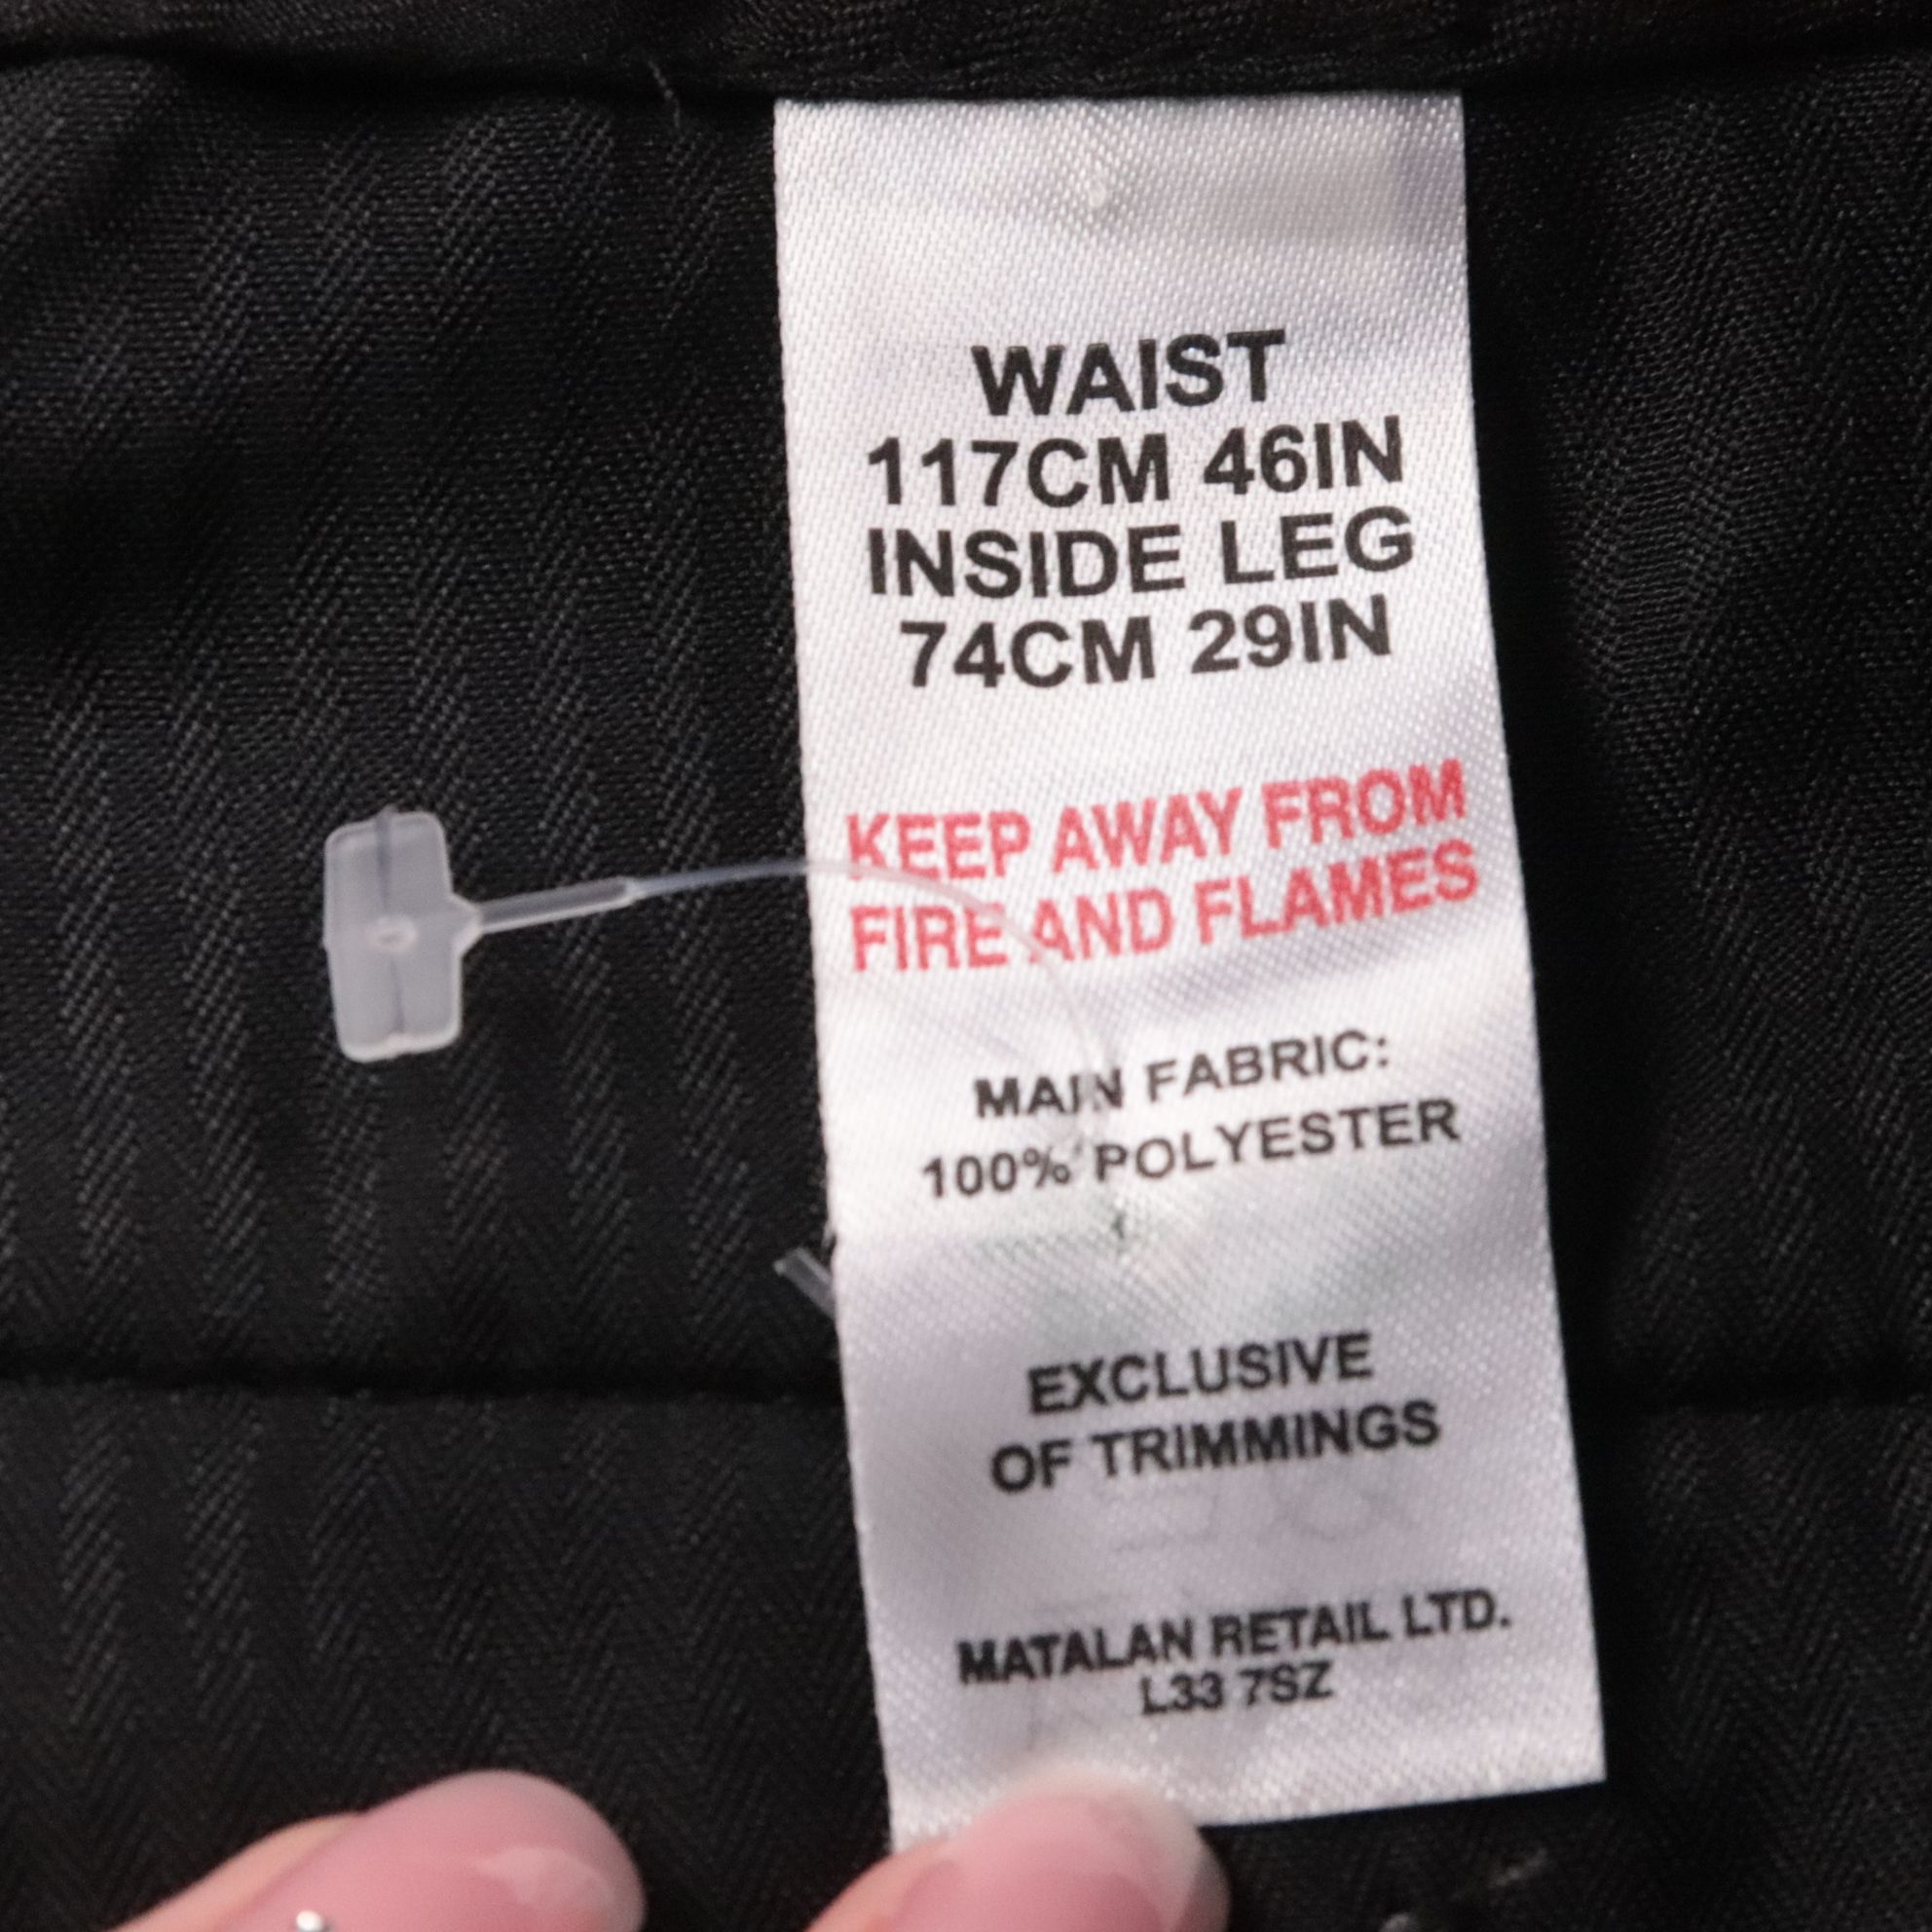 WAIST
117CM 46IN
INSIDE LEG
74CM 29IN
KEEP AWAY FROM
FIRE AND FLAMES
MAIN FABRIC:
100% POLYESTER
EXCLUSIVE
OF TRIMMINGS
MATALAN RETAIL LTD.
L33 7SZ